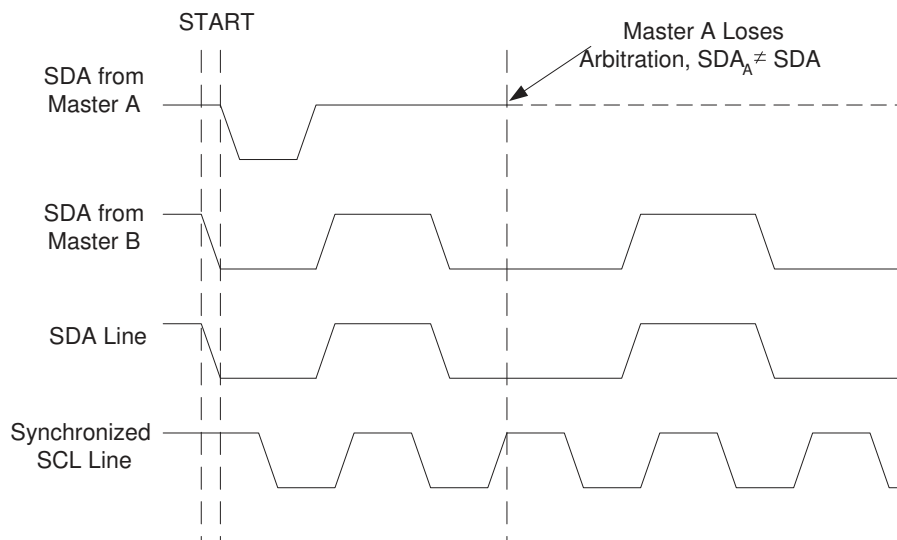 START
Master A Loses
Arbitration, SDA_A ≠ SDA
SDA from
Master A
SDA from
Master B
SDA Line
Synchronized
SCL Line